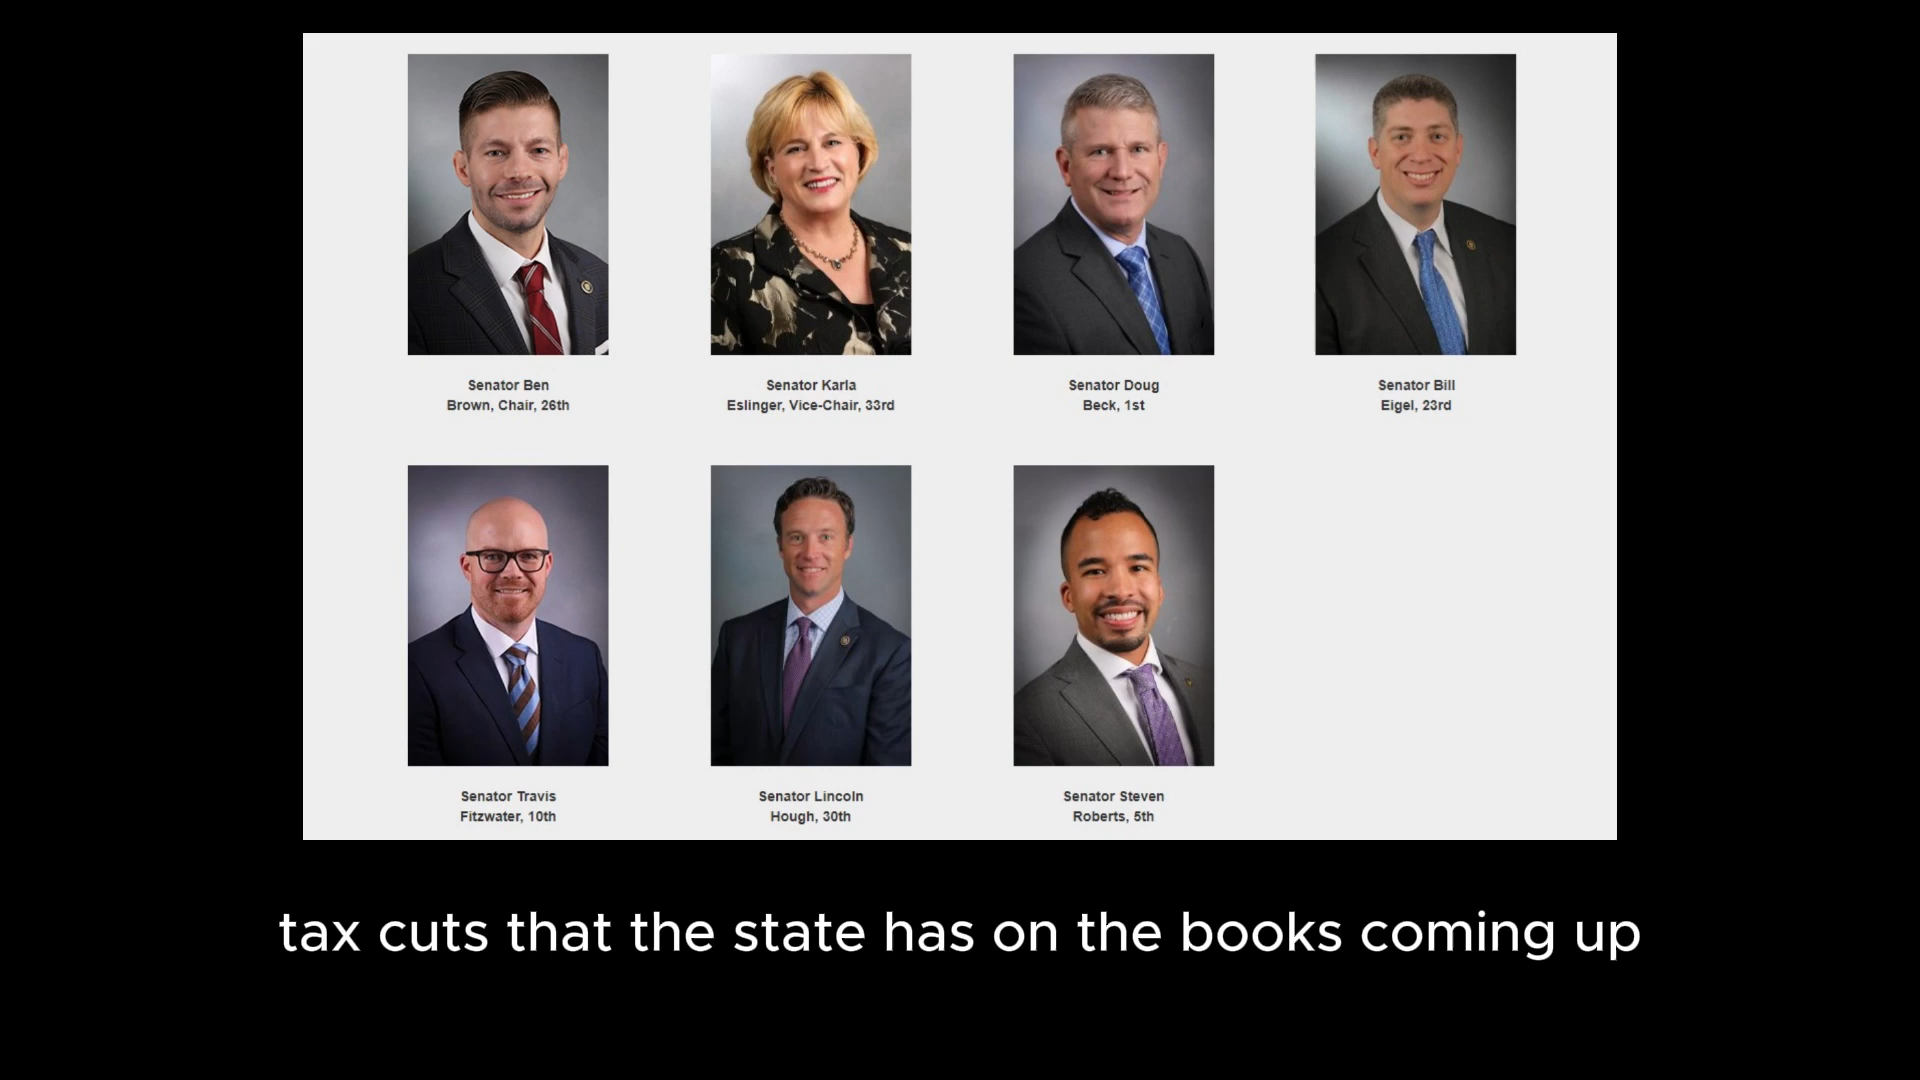 Senator Ben
Brown, Chair, 26th
Senator Karla
Eslinger, Vice-Chair, 33rd
Senator Doug
Beck, 1st
Senator Bill
Eigel, 23rd
Senator Travis
Fitzwater, 10th
Senator Lincoln
Hough, 30th
Senator Steven
Roberts, 5th
tax cuts that the state has on the books coming up